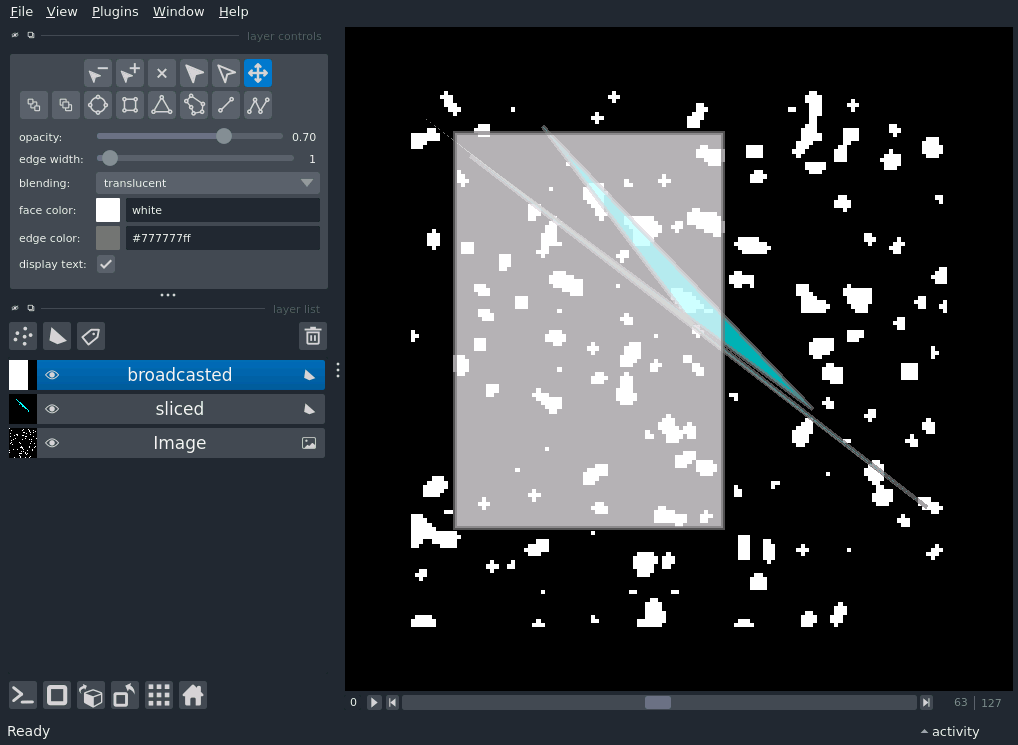 File View Plugins Window Help
layer controls
opacity: 0.70
edge width: 1
blending: translucent
face color: white
edge color: #777777ff
display text:
layer list
broadcasted
sliced
Image
0 63 127
Ready activity